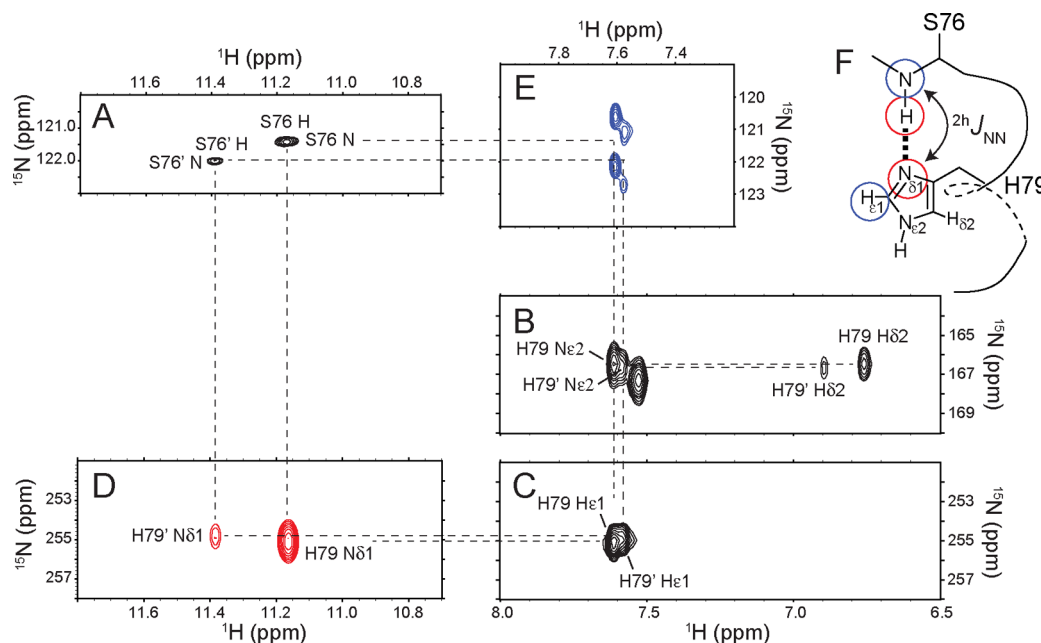 ¹H (ppm)
11.6 11.4 11.2 11.0 10.8
A
S76 H
S76' H
S76 N
S76' N
121.0
122.0
¹⁵N (ppm)
¹H (ppm)
7.8 7.6 7.4
E
120
121
122
123
¹⁵N (ppm)
F
S76
N
H
²ʰJNN
N
δ1
H79
Hε1
Nε2
Hδ2
H
B
H79 Nε2
H79' Nε2
H79 Hδ2
H79' Hδ2
165
167
169
¹⁵N (ppm)
D
H79' Nδ1
H79 Nδ1
253
255
257
¹⁵N (ppm)
11.6 11.4 11.2 11.0 10.8
¹H (ppm)
C
H79 Hε1
H79' Hε1
253
255
257
¹⁵N (ppm)
8.0 7.5 7.0 6.5
¹H (ppm)